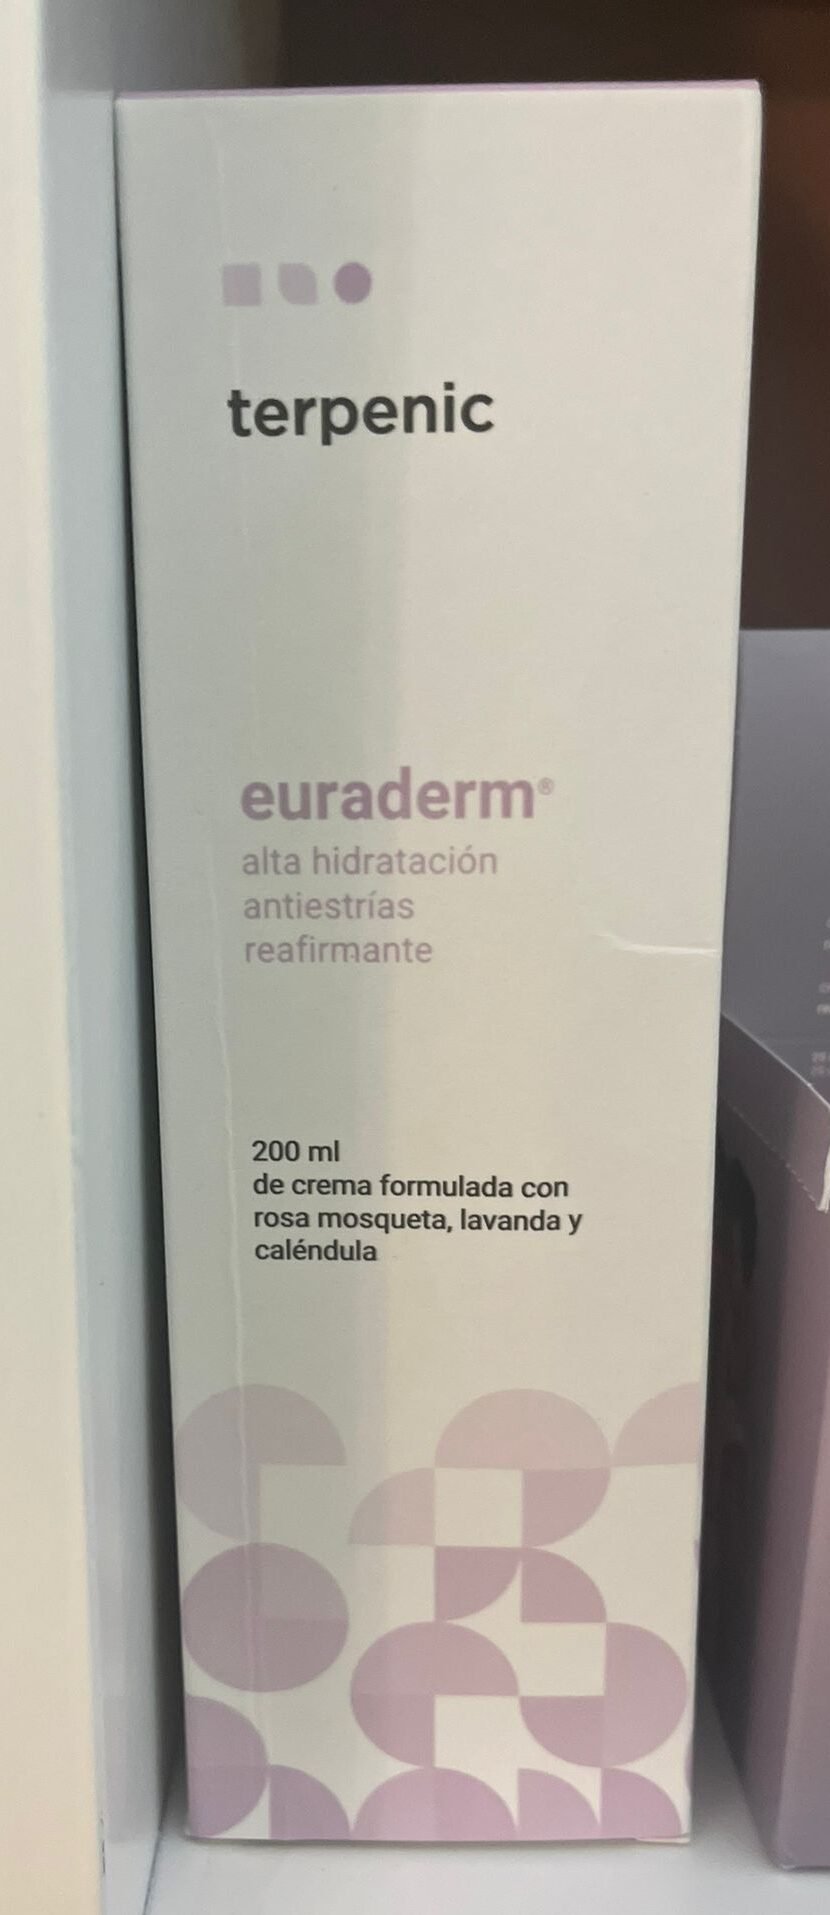 terpenic
euraderm®
alta hidratación
antiestrías
reafirmante
200 ml
de crema formulada con
rosa mosqueta, lavanda y
caléndula